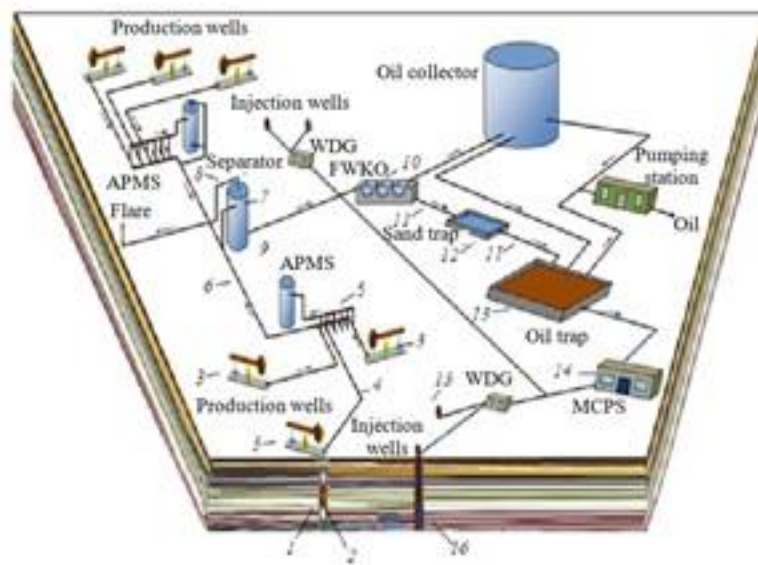 Production wells
Oil collector
Injection wells
WDG
FWKO
10
Separator
APMS
8
7
Pumping
station
Flare
11
Sand trap
12
11
Oil
9
APMS
6
5
13
Oil trap
3
3
4
15
WDG
14
MCPS
Production wells
Injection
wells
1
2
16